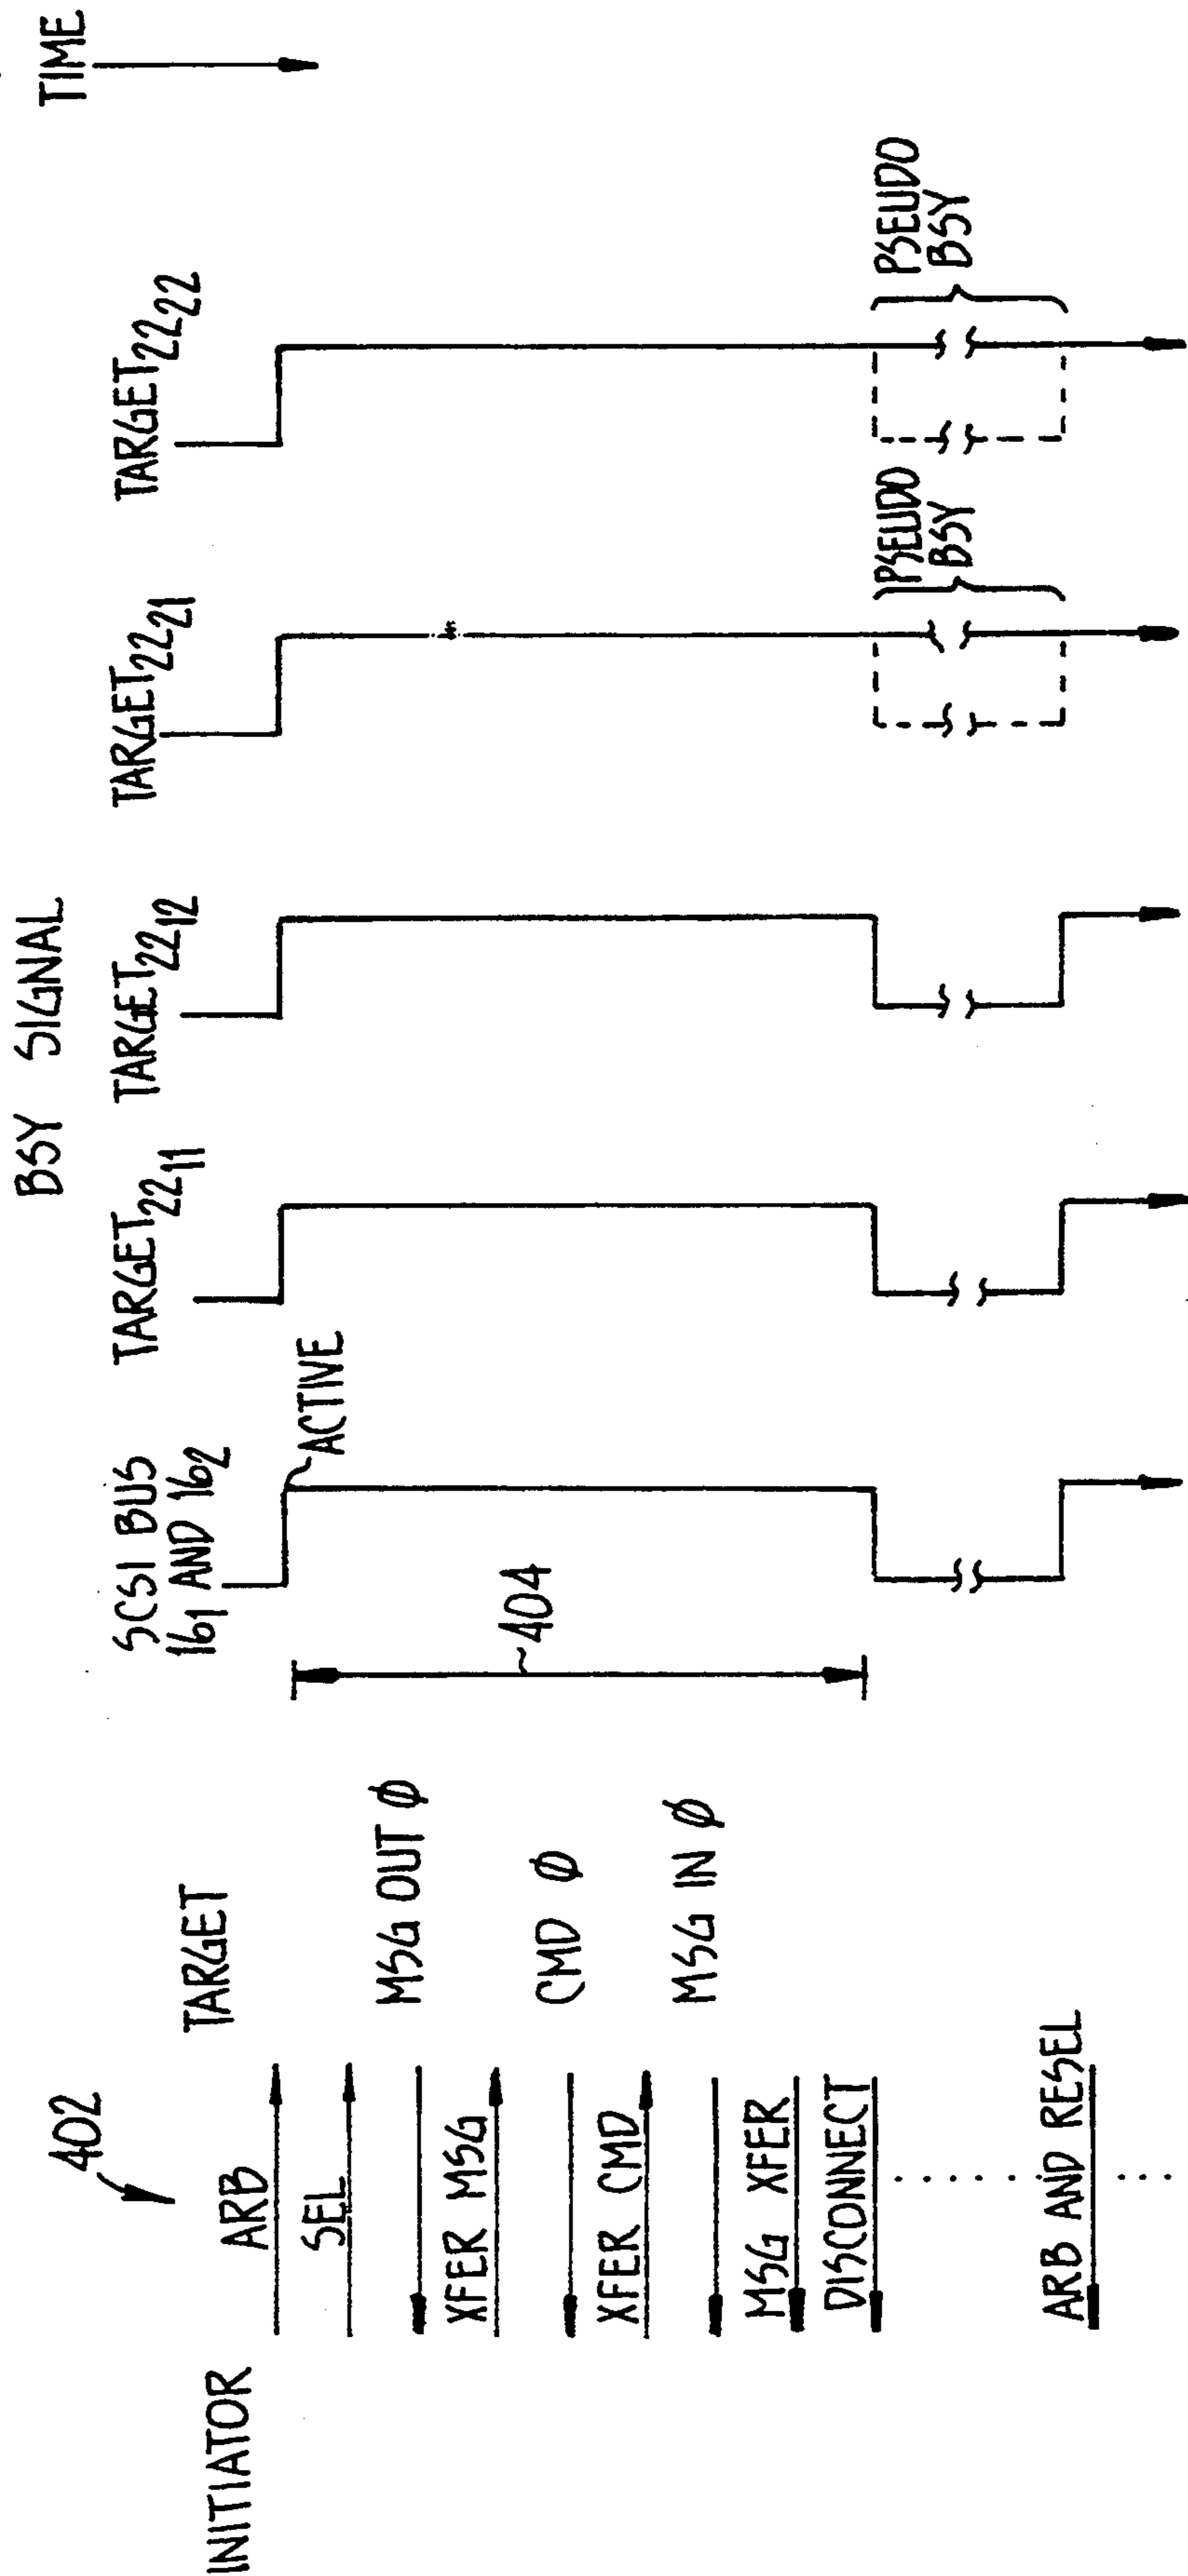 402
INITIATOR
TARGET
ARB
SEL
MSG OUT ∅
XFER MSG
CMD ∅
XFER CMD
MSG IN ∅
MSG XFER
DISCONNECT
ARB AND RESEL
BSY SIGNAL
SCSI BUS
16₁ AND 16₂
ACTIVE
404
TARGET22₁₁
TARGET22₁₂
TARGET22₂₁
TARGET22₂₂
PSEUDO
BSY
PSEUDO
BSY
TIME